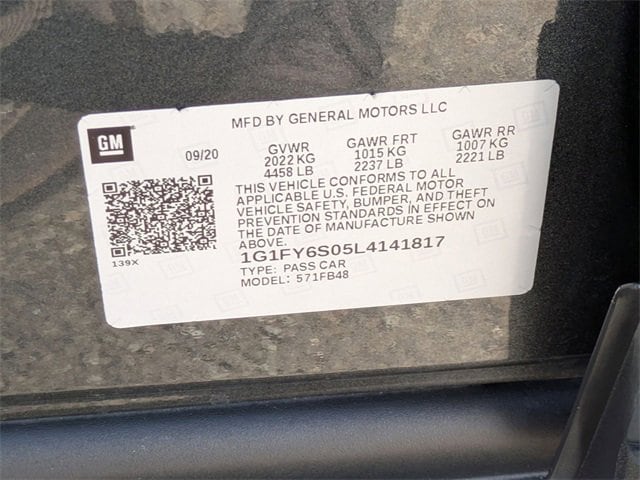 MFD BY GENERAL MOTORS LLC
GM
09/20
GVWR
2022 KG
4458 LB
GAWR FRT
1015 KG
2237 LB
GAWR RR
1007 KG
2221 LB
THIS VEHICLE CONFORMS TO ALL
APPLICABLE U.S. FEDERAL MOTOR
VEHICLE SAFETY, BUMPER, AND THEFT
PREVENTION STANDARDS IN EFFECT ON
THE DATE OF MANUFACTURE SHOWN
ABOVE.
139X
1G1FY6S05L4141817
TYPE: PASS CAR
MODEL: 571FB48